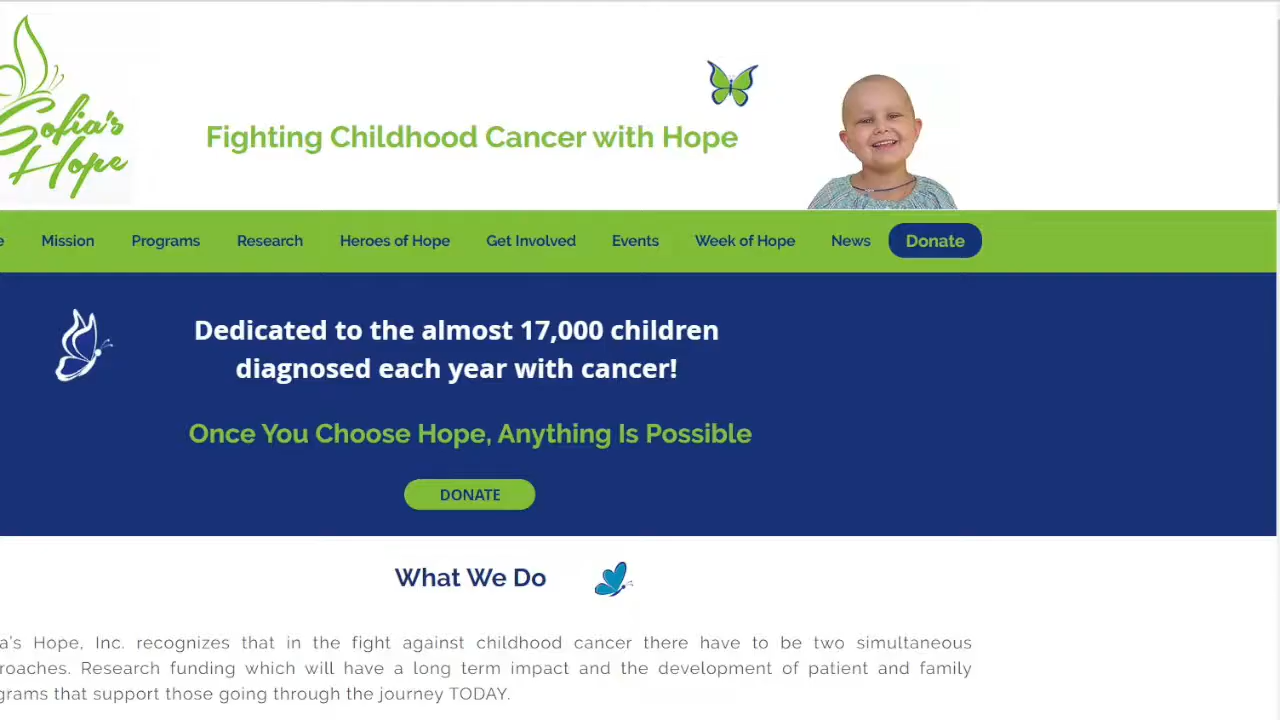 Sofia's
Hope
Fighting Childhood Cancer with Hope
Mission Programs Research Heroes of Hope Get Involved Events Week of Hope News Donate
Dedicated to the almost 17,000 children
diagnosed each year with cancer!
Once You Choose Hope, Anything Is Possible
DONATE
What We Do
a's Hope, Inc. recognizes that in the fight against childhood cancer there have to be two simultaneous
roaches. Research funding which will have a long term impact and the development of patient and family
grams that support those going through the journey TODAY.